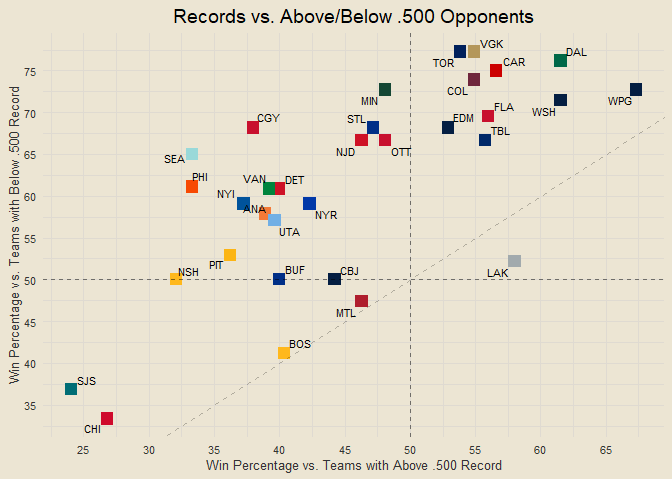 Records vs. Above/Below .500 Opponents
VGK
TOR
DAL
CAR
75
COL
MIN
WPG
WSH
70
FLA
CGY
STL
EDM
TBL
NJD
OTT
65
SEA
PHI
VAN
DET
60
NYI
ANA
NYR
UTA
55
PIT
NSH
BUF
CBJ
LAK
50
MTL
45
BOS
40
SJS
35
CHI
25
30
35
40
45
50
55
60
65
Win Percentage vs. Teams with Below .500 Record
Win Percentage vs. Teams with Above .500 Record